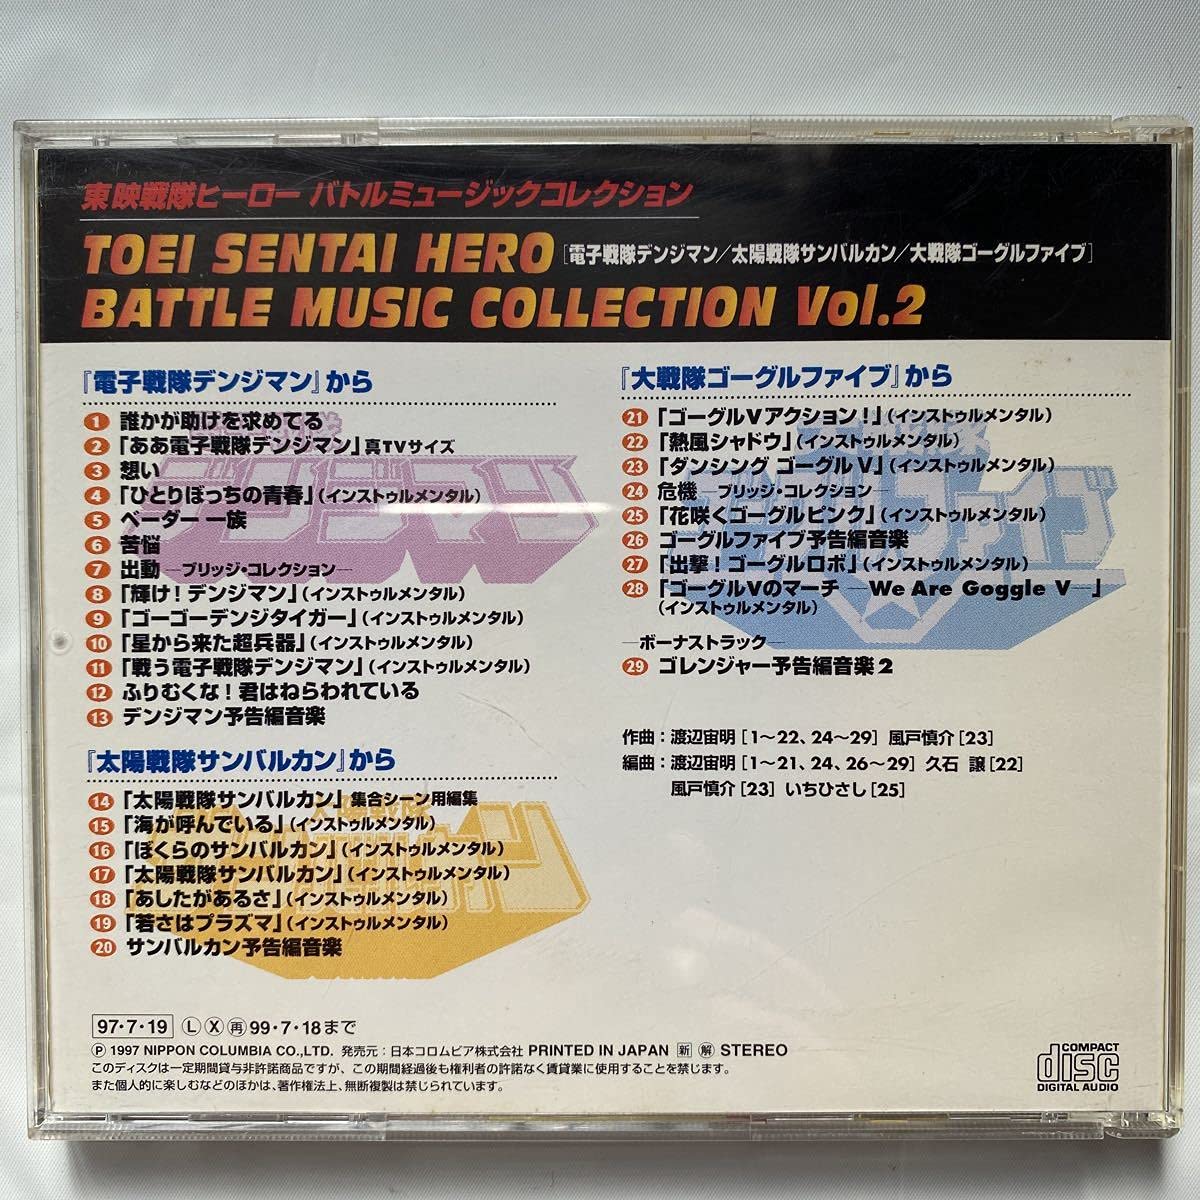 東映戦隊ヒーロー バトルミュージックコレクション
TOEI SENTAI HERO [電子戦隊デンジマン／太陽戦隊サンバルカン／大戦隊ゴーグルファイブ]
BATTLE MUSIC COLLECTION Vol.2
『電子戦隊デンジマン』から
1 誰かが助けを求めてる
2 「ああ電子戦隊デンジマン」真TVサイズ
3 想い
4 「ひとりぼっちの青春」(インストゥルメンタル)
5 ベーダー 一族
6 苦悩
7 出動 —ブリッジ・コレクション—
8 「輝け！デンジマン」(インストゥルメンタル)
9 「ゴーゴーデンジタイガー」(インストゥルメンタル)
10 「星から来た超兵器」(インストゥルメンタル)
11 「戦う電子戦隊デンジマン」(インストゥルメンタル)
12 ふりむくな！君はねらわれている
13 デンジマン予告編音楽
『太陽戦隊サンバルカン』から
14 「太陽戦隊サンバルカン」集合シーン用編集
15 「海が呼んでいる」(インストゥルメンタル)
16 「ぼくらのサンバルカン」(インストゥルメンタル)
17 「太陽戦隊サンバルカン」(インストゥルメンタル)
18 「あしたがあるさ」(インストゥルメンタル)
19 「若さはプラズマ」(インストゥルメンタル)
20 サンバルカン予告編音楽
『大戦隊ゴーグルファイブ』から
21 「ゴーグルVアクション！」(インストゥルメンタル)
22 「熱風シャドウ」(インストゥルメンタル)
23 「ダンシング ゴーグル V」(インストゥルメンタル)
24 危機 —ブリッジ・コレクション—
25 「花咲くゴーグルピンク」(インストゥルメンタル)
26 ゴーグルファイブ予告編音楽
27 「出撃！ゴーグルロボ」(インストゥルメンタル)
28 「ゴーグルVのマーチ —We Are Goggle V—」
(インストゥルメンタル)
—ボーナストラック—
29 ゴレンジャー予告編音楽2
作曲：渡辺宙明[1〜22、24〜29] 風戸慎介[23]
編曲：渡辺宙明[1〜21、24、26〜29] 久石 譲[22]
風戸慎介[23] いちひさし[25]
97・7・19 Ⓛ Ⓧ ㊢99・7・18まで
Ⓟ 1997 NIPPON COLUMBIA CO.,LTD. 発売元：日本コロムビア株式会社 PRINTED IN JAPAN 新 解 STEREO
このディスクは一定期間貸与非許諾商品ですが、この期間経過後も権利者の許諾なく賃貸業に使用することを禁じます。
また個人的に楽しむなどのほかは、著作権法上、無断複製は禁じられています。
COMPACT
disc
DIGITAL AUDIO